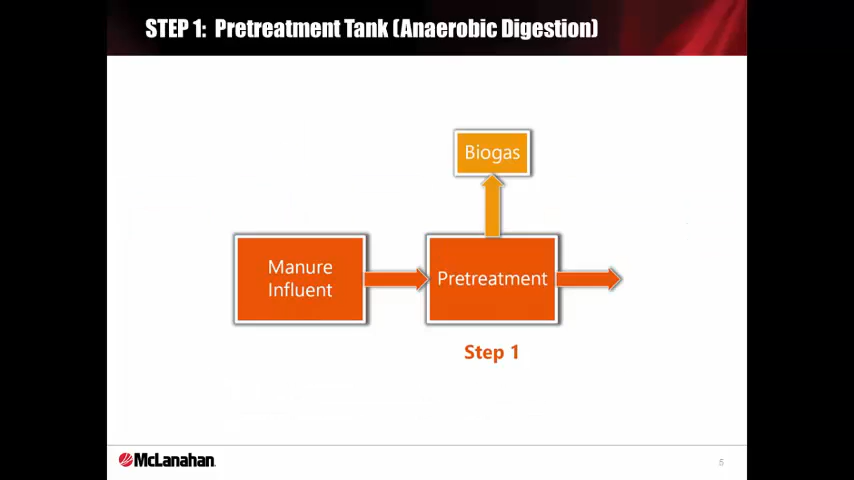 STEP 1: Pretreatment Tank (Anaerobic Digestion)
Biogas
Manure
Influent
Pretreatment
Step 1
McLanahan
5